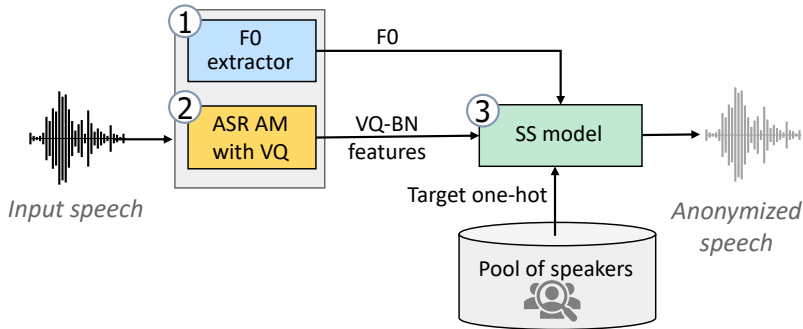 1
F0
extractor
F0
2
ASR AM
with VQ
VQ-BN
features
3
SS model
Input speech
Target one-hot
Anonymized
speech
Pool of speakers